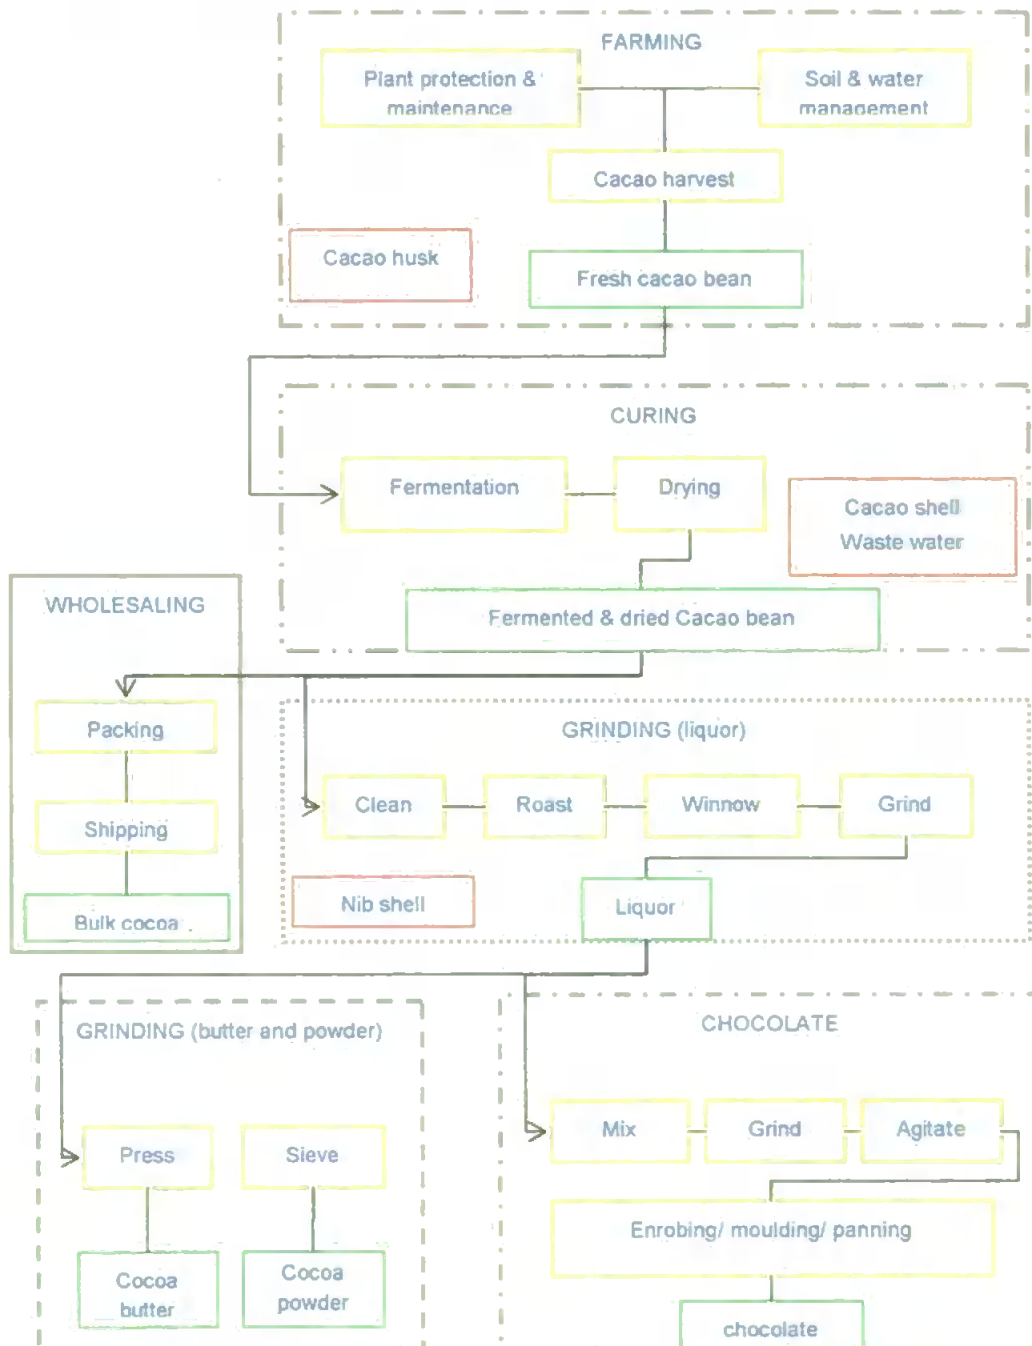 FARMING
Plant protection &
maintenance
Soil & water
management
Cacao harvest
Cacao husk
Fresh cacao bean
CURING
Fermentation
Drying
Cacao shell
Waste water
Fermented & dried Cacao bean
WHOLESALING
Packing
Shipping
Bulk cocoa
GRINDING (liquor)
Clean
Roast
Winnow
Grind
Nib shell
Liquor
GRINDING (butter and powder)
Press
Sieve
Cocoa
butter
Cocoa
powder
CHOCOLATE
Mix
Grind
Agitate
Enrobing/ moulding/ panning
chocolate